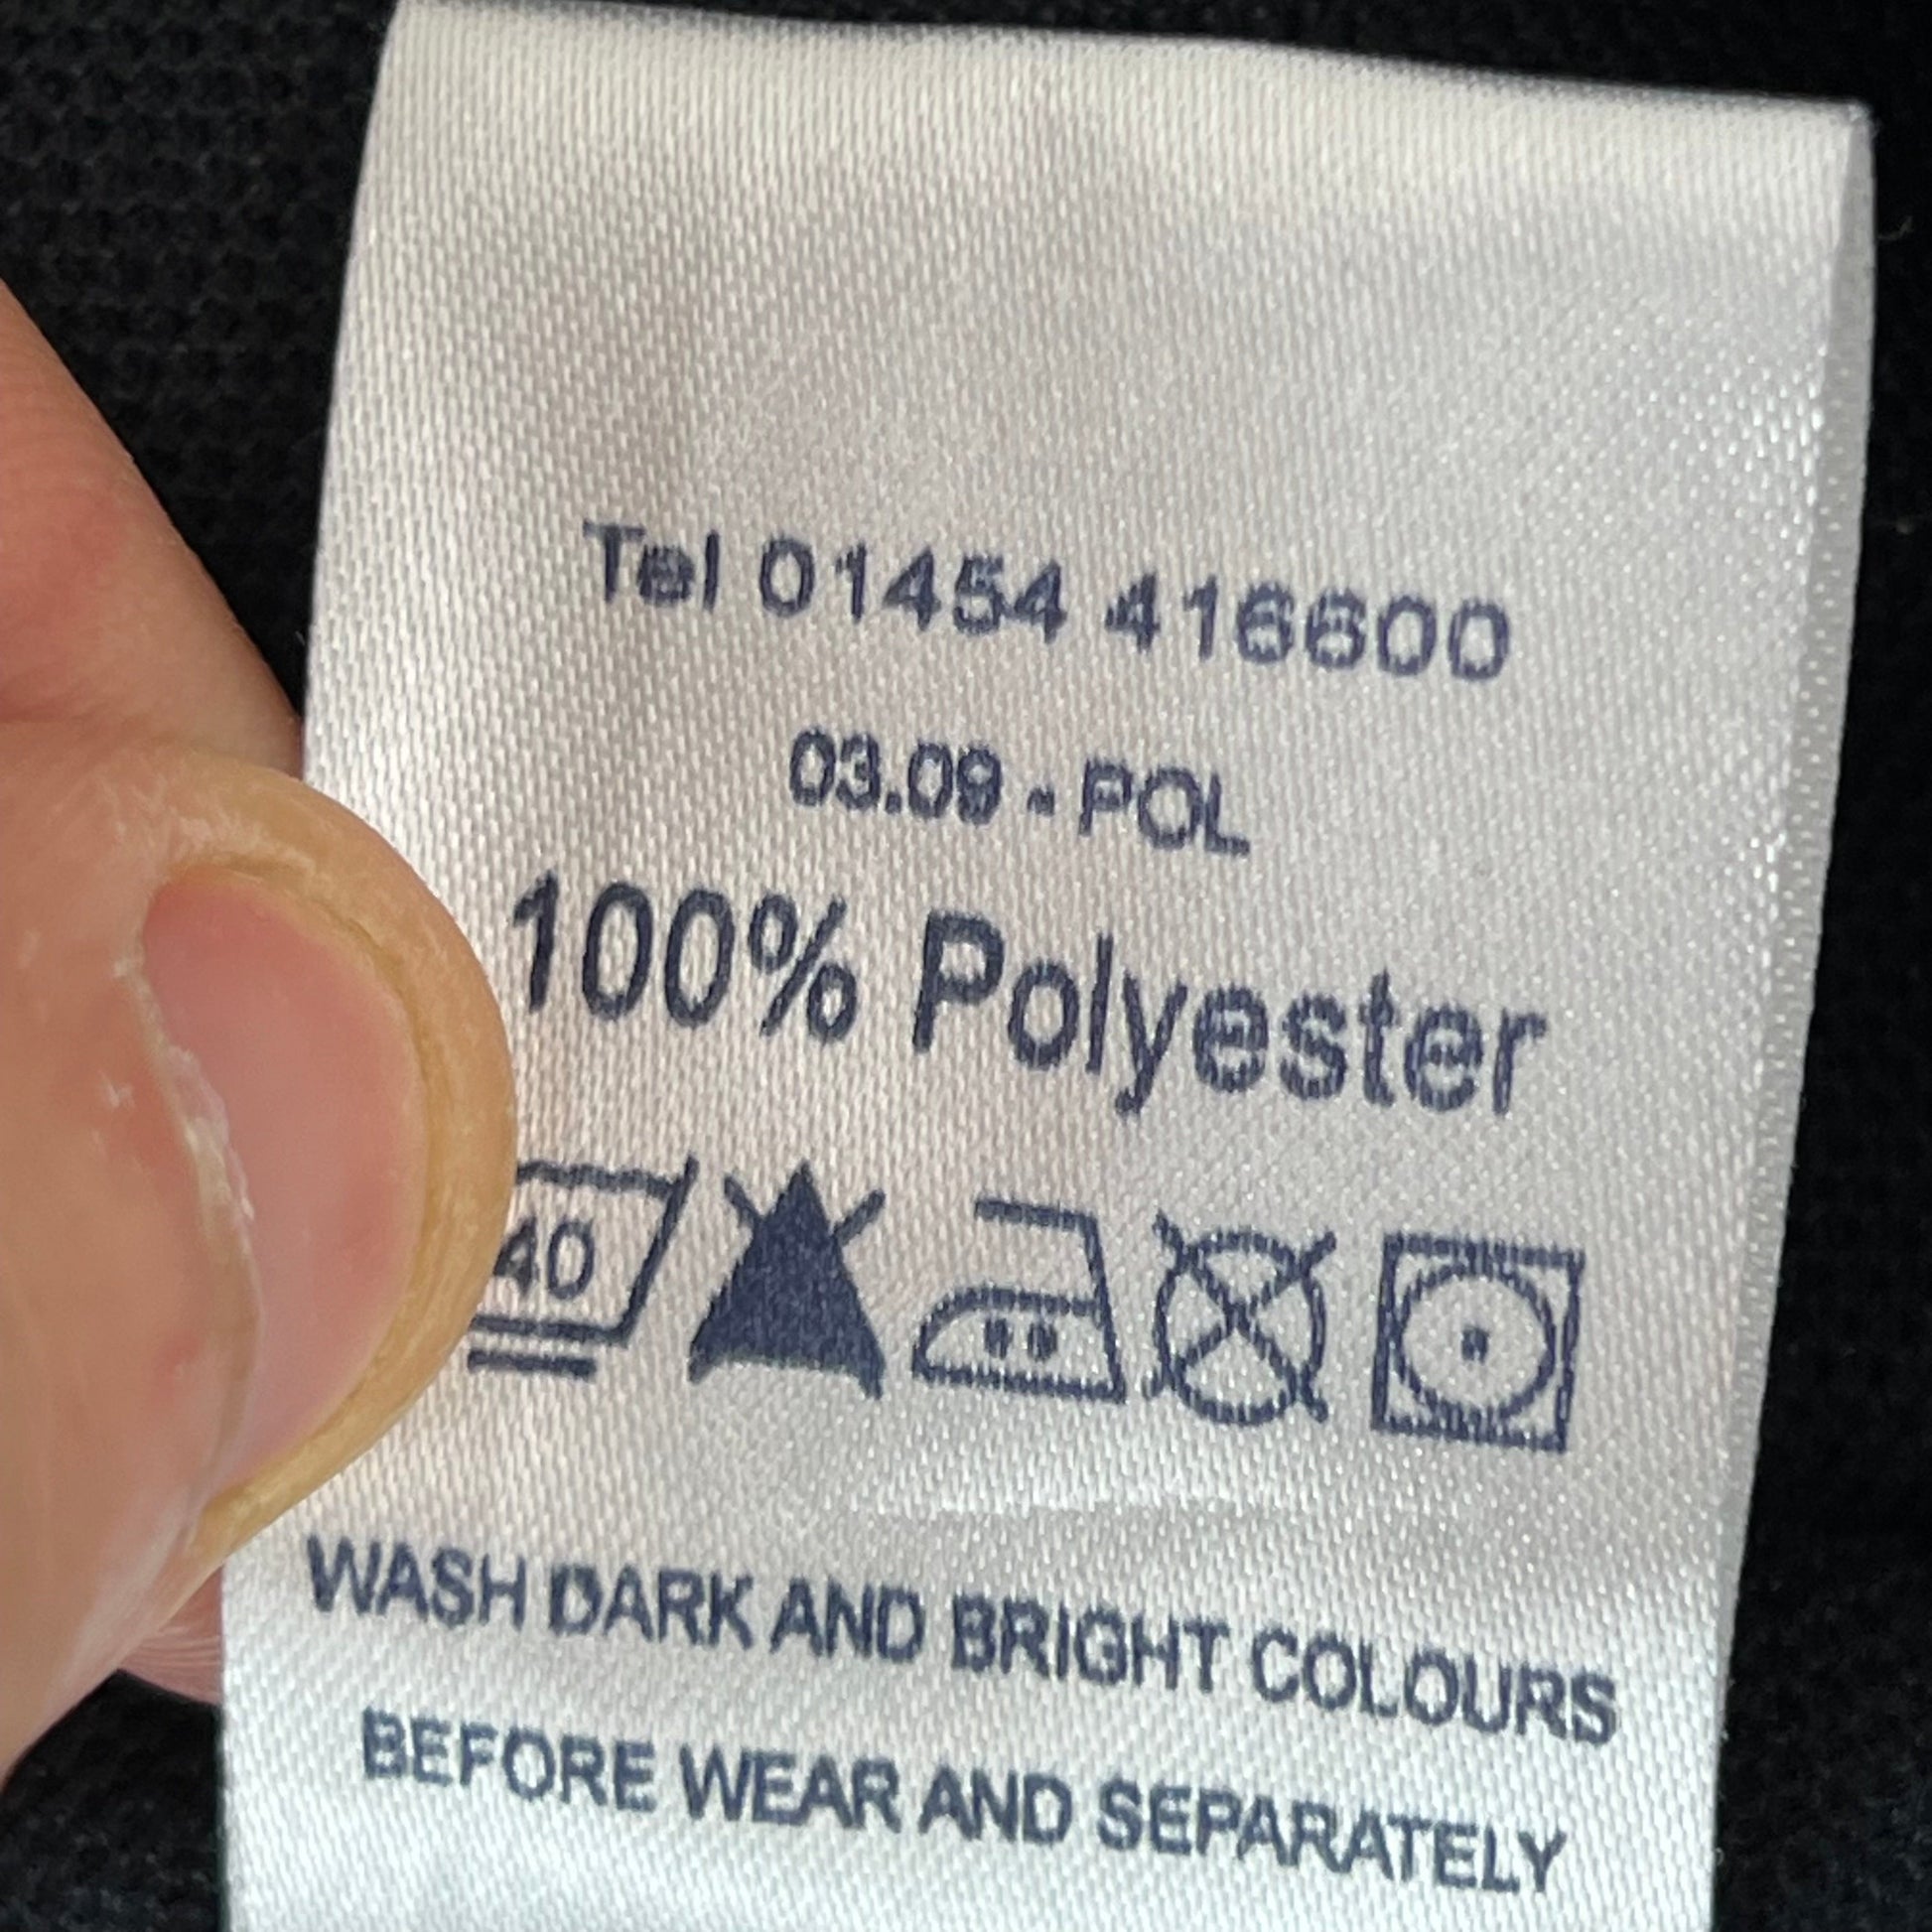 Tel 01454 416600
03.09 - POL
100% Polyester
40
WASH DARK AND BRIGHT COLOURS
BEFORE WEAR AND SEPARATELY